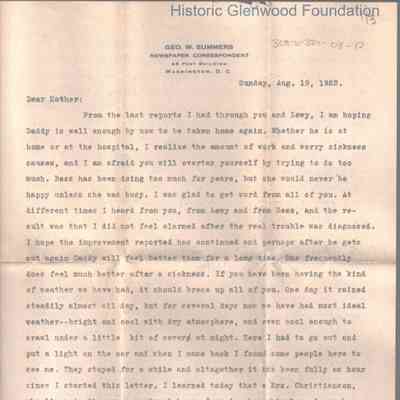 Historic Glenwood Foundation
GEO. W. SUMMERS
NEWSPAPER CORRESPONDENT
POST BUILDING
WASHINGTON, D. C.
Sunday, Aug. 19, 1923.
Dear Mother:
From the last reports I had through you and Lewy, I am hoping
Daddy is well enough by now to be taken home again. Whether he is at
home or at the hospital, I realize the amount of work and worry sickness
causes, and I am afraid you will overtax yourself by trying to do too
much. Bess has been doing too much for years, but she would never be
happy unless she was busy. I was glad to get word from all of you. At
different times I heard from you, from Lewy and from Bess, and the re-
sult was that I did not feel alarmed after the real trouble was diagnosed.
I hope the improvement reported has continued and perhaps after he gets
out again Daddy will feel better than for a long time. One frequently
does feel much better after a sickness. If you have been having the kind
of weather we have had, it should brace up all of you. One day it rained
steadily almost all day, but for several days now we have had most ideal
weather--bright and cool with dry atmosphere, and even cool enough to
crawl under a little bit of cover at night. Here I had to go out and
put a light on the car and when I came back I found some people here to
see me. They stayed for a while and altogether it has been fully an hour
since I started this letter. I learned today that a Mrs. Christianson,